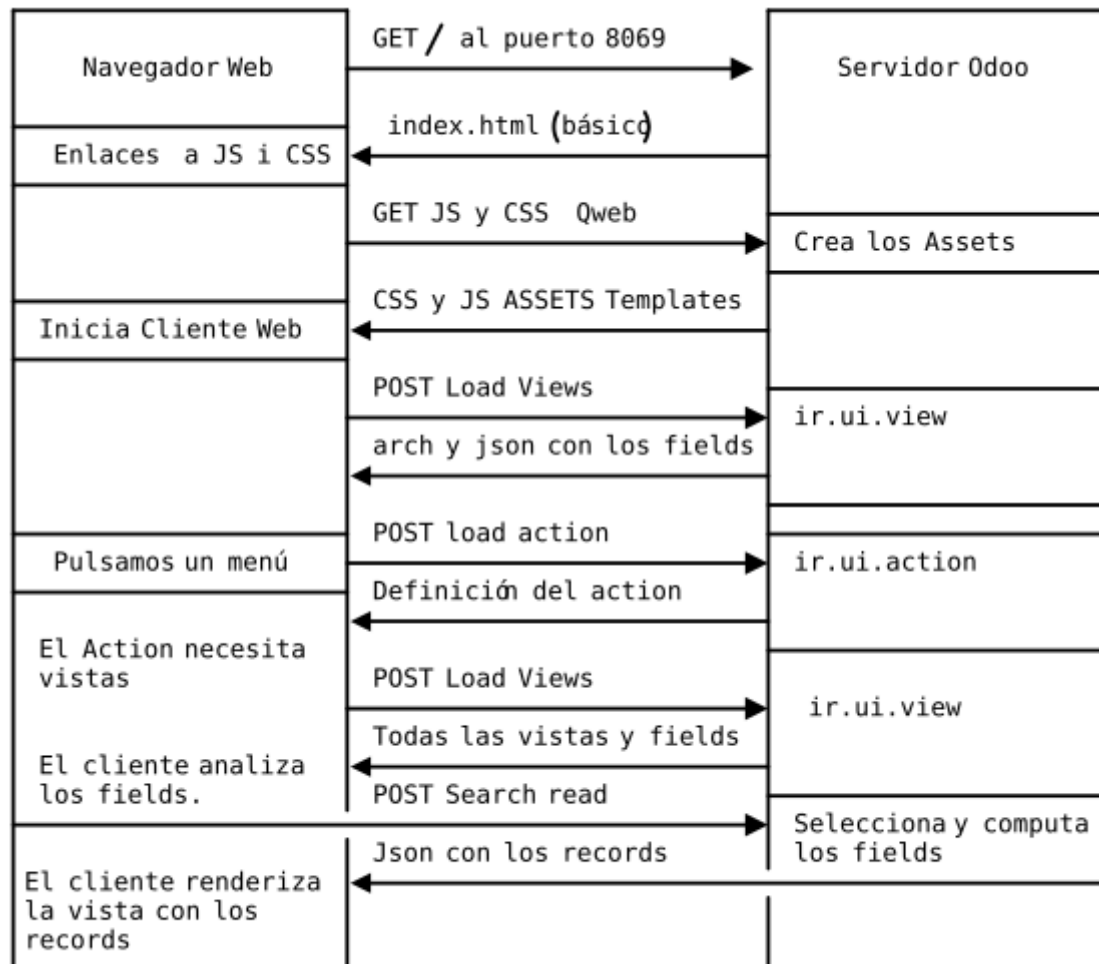 GET / al puerto 8069
Navegador Web
Servidor Odoo
index.html (básico)
Enlaces a JS i CSS
GET JS y CSS Qweb
Crea los Assets
CSS y JS ASSETS Templates
Inicia Cliente Web
POST Load Views
ir.ui.view
arch y json con los fields
POST load action
Pulsamos un menú
ir.ui.action
Definición del action
El Action necesita
vistas
POST Load Views
ir.ui.view
Todas las vistas y fields
El cliente analiza
los fields.
POST Search read
Selecciona y computa
los fields
Json con los records
El cliente renderiza
la vista con los
records